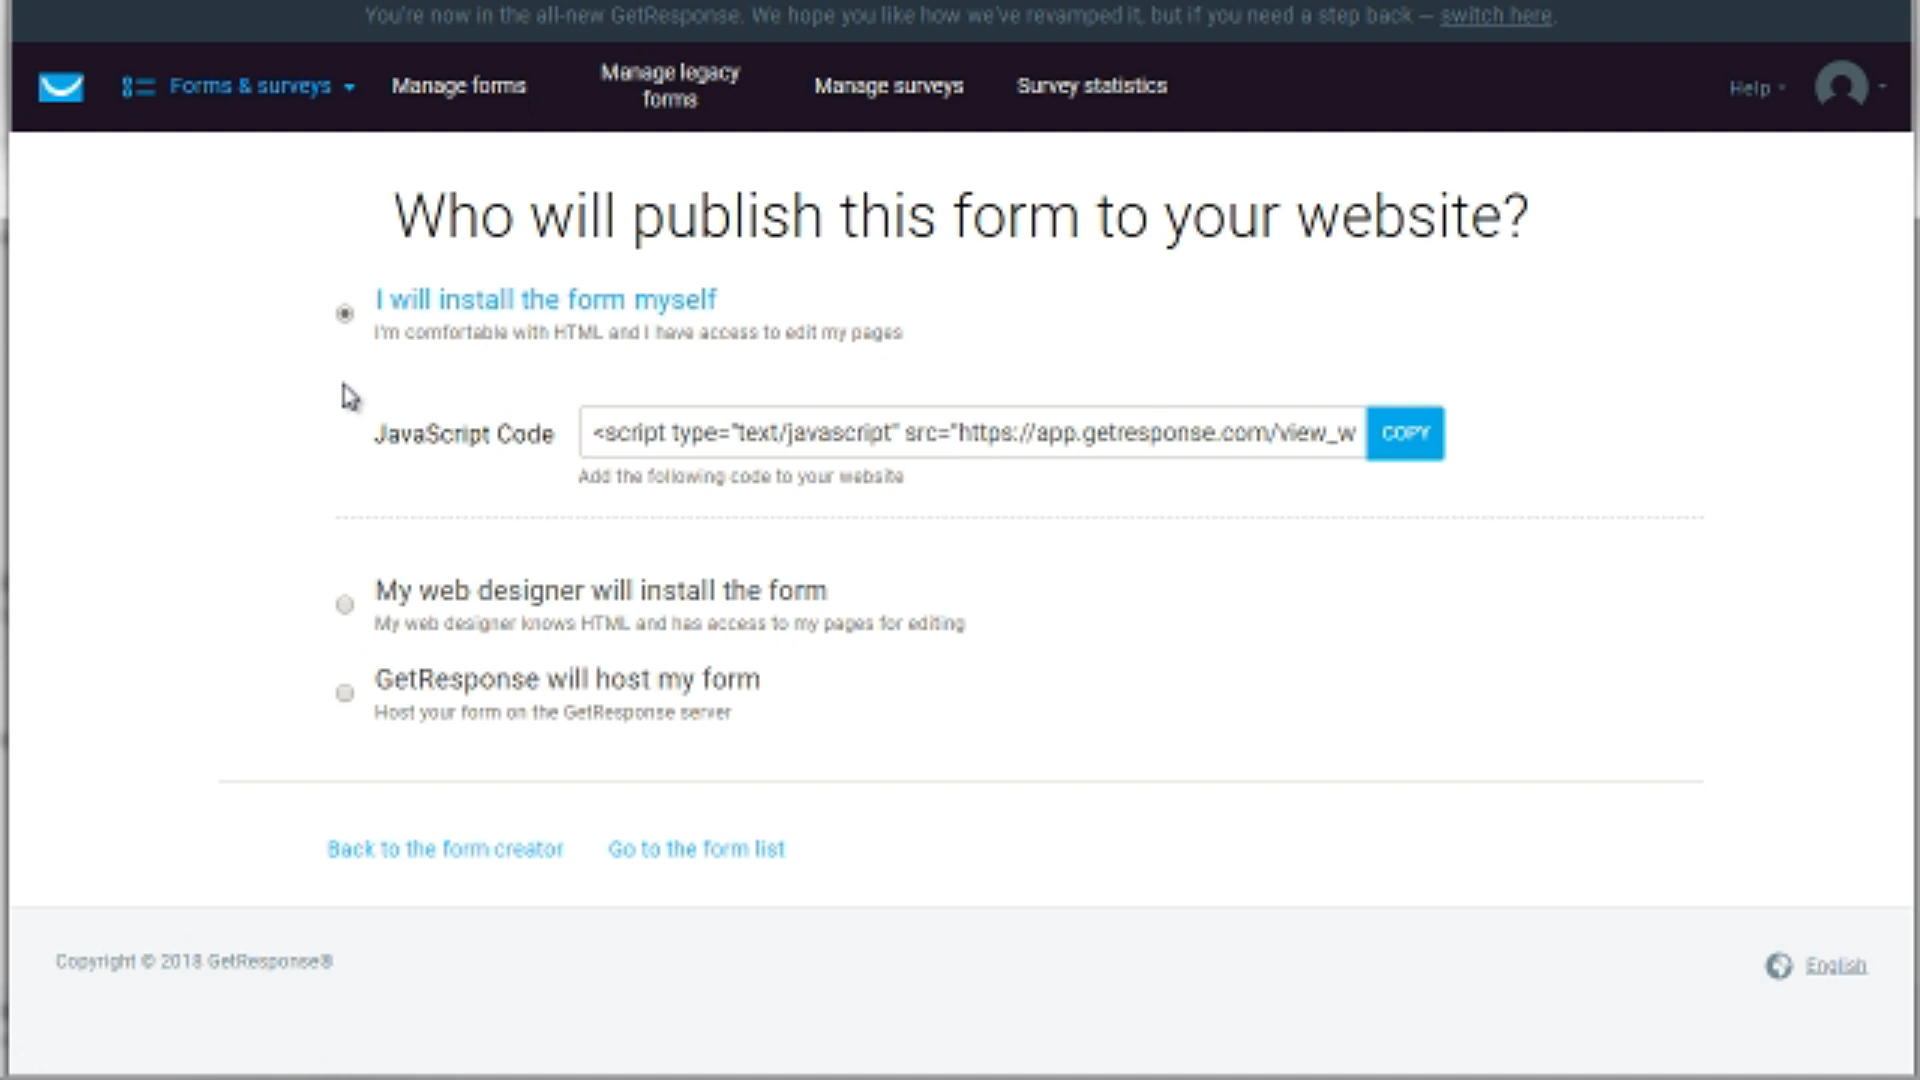 You're now in the all-new GetResponse. We hope you like how we've revamped it, but if you need a step back — switch here.
Forms & surveys
Manage forms
Manage legacy
forms
Manage surveys
Survey statistics
Help
Who will publish this form to your website?
I will install the form myself
I'm comfortable with HTML and I have access to edit my pages
JavaScript Code
<script type="text/javascript" src="https://app.getresponse.com/view_w
COPY
Add the following code to your website
My web designer will install the form
My web designer knows HTML and has access to my pages for editing
GetResponse will host my form
Host your form on the GetResponse server
Back to the form creator
Go to the form list
Copyright © 2018 GetResponse®
English